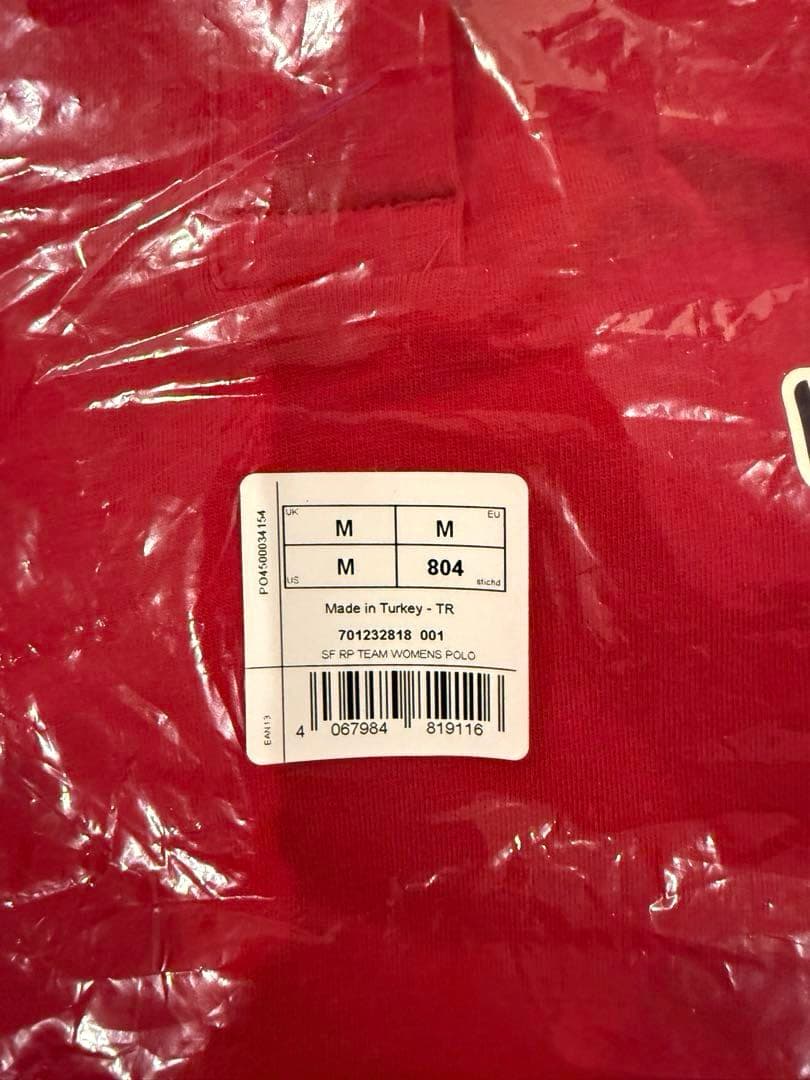 PO4500034154
UK M M EU
US M 804 stichd
Made in Turkey - TR
701232818 001
SF RP TEAM WOMENS POLO
EAN13
4 067984 819116